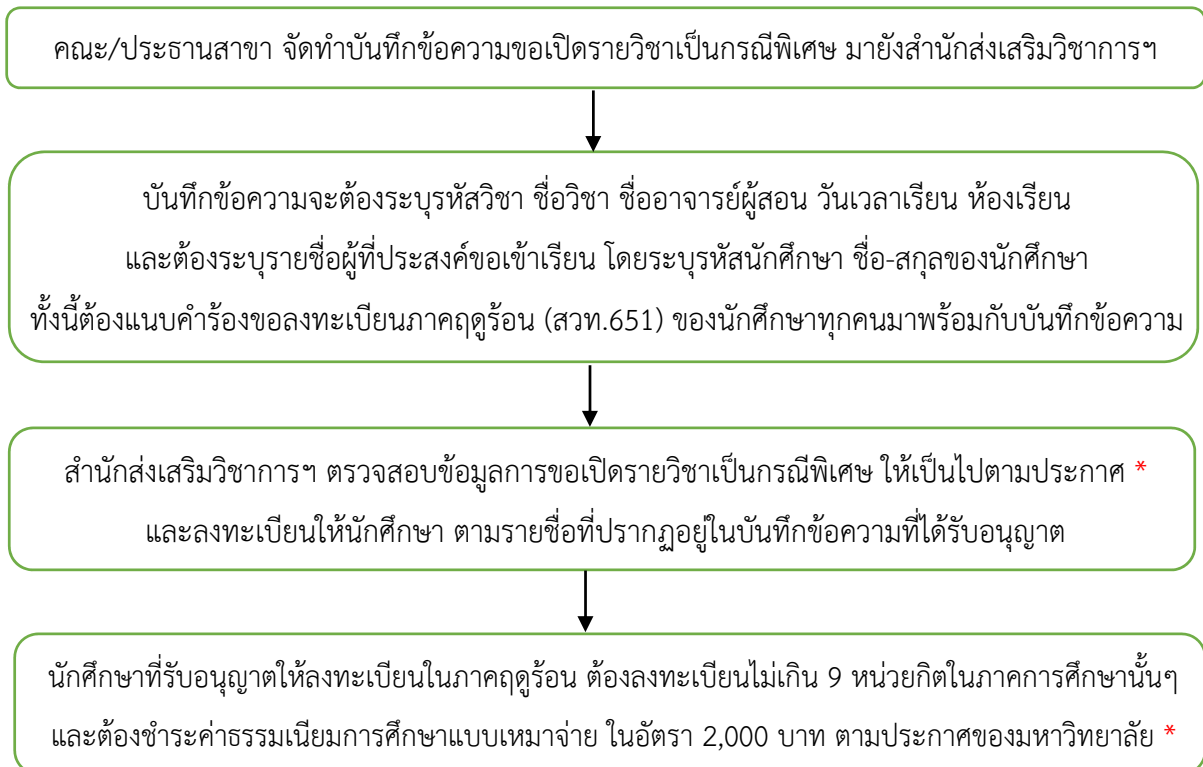 คณะ/ประธานสาขา จัดทำบันทึกข้อความขอเปิดรายวิชาเป็นกรณีพิเศษ มายังสำนักส่งเสริมวิชาการฯ
บันทึกข้อความจะต้องระบุรหัสวิชา ชื่อวิชา ชื่ออาจารย์ผู้สอน วันเวลาเรียน ห้องเรียน
และต้องระบุรายชื่อผู้ที่ประสงค์ขอเข้าเรียน โดยระบุรหัสนักศึกษา ชื่อ-สกุลของนักศึกษา
ทั้งนี้ต้องแนบคำร้องขอลงทะเบียนภาคฤดูร้อน (สวท.651) ของนักศึกษาทุกคนมาพร้อมกับบันทึกข้อความ
สำนักส่งเสริมวิชาการฯ ตรวจสอบข้อมูลการขอเปิดรายวิชาเป็นกรณีพิเศษ ให้เป็นไปตามประกาศ *
และลงทะเบียนให้นักศึกษา ตามรายชื่อที่ปรากฏอยู่ในบันทึกข้อความที่ได้รับอนุญาต
นักศึกษาที่รับอนุญาตให้ลงทะเบียนในภาคฤดูร้อน ต้องลงทะเบียนไม่เกิน 9 หน่วยกิตในภาคการศึกษานั้นๆ
และต้องชำระค่าธรรมเนียมการศึกษาแบบเหมาจ่าย ในอัตรา 2,000 บาท ตามประกาศของมหาวิทยาลัย *